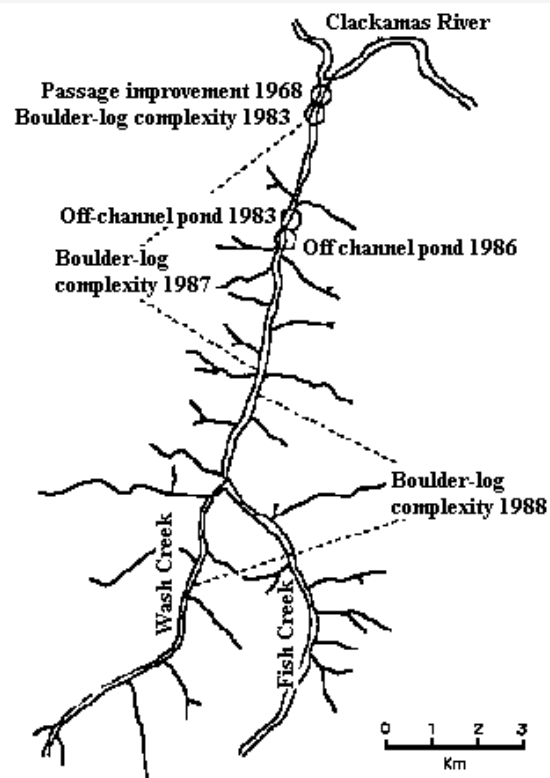 Clackamas River
Passage improvement 1968
Boulder-log complexity 1983
Off-channel pond 1983
Off channel pond 1986
Boulder-log
complexity 1987
Boulder-log
complexity 1988
Wash Creek
Fish Creek
0 1 2 3
Km